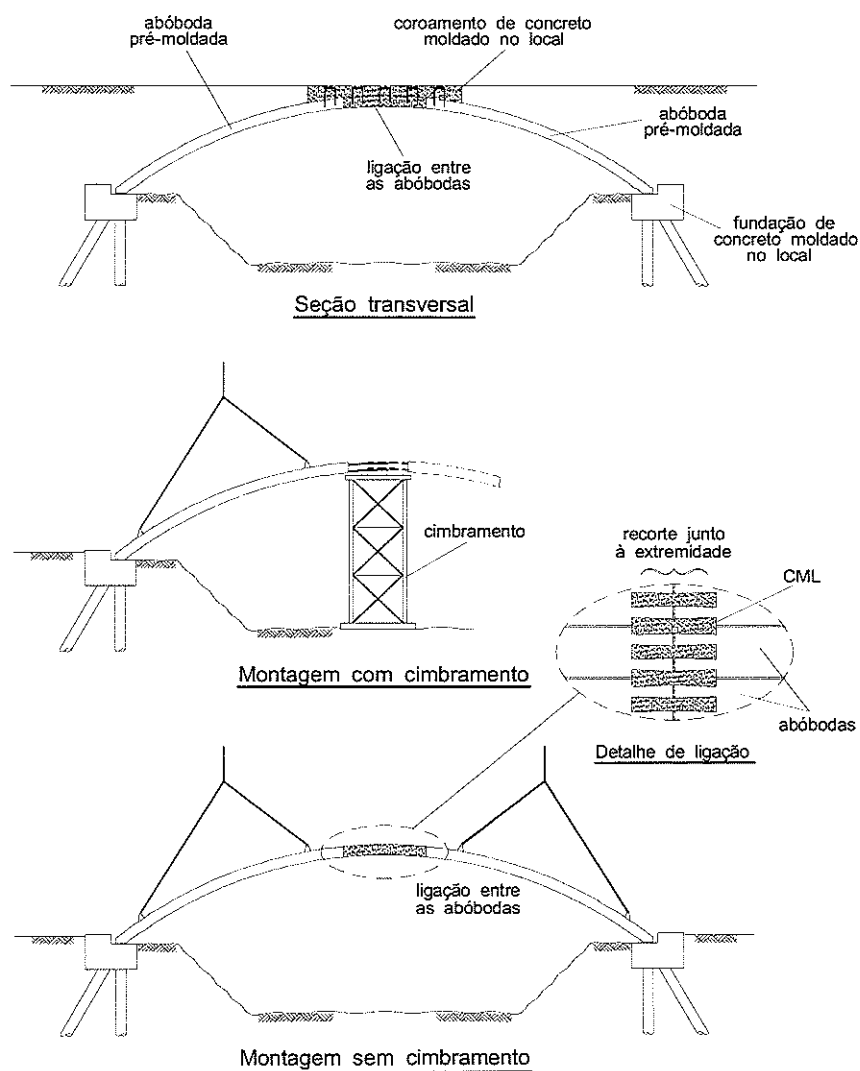 abóboda
pré-moldada
coroamento de concreto
moldado no local
abóboda
pré-moldada
ligação entre
as abóbodas
fundação de
concreto moldado
no local
Seção transversal
cimbramento
Montagem com cimbramento
recorte junto
à extremidade
CML
abóbodas
Detalhe de ligação
ligação entre
as abóbodas
Montagem sem cimbramento